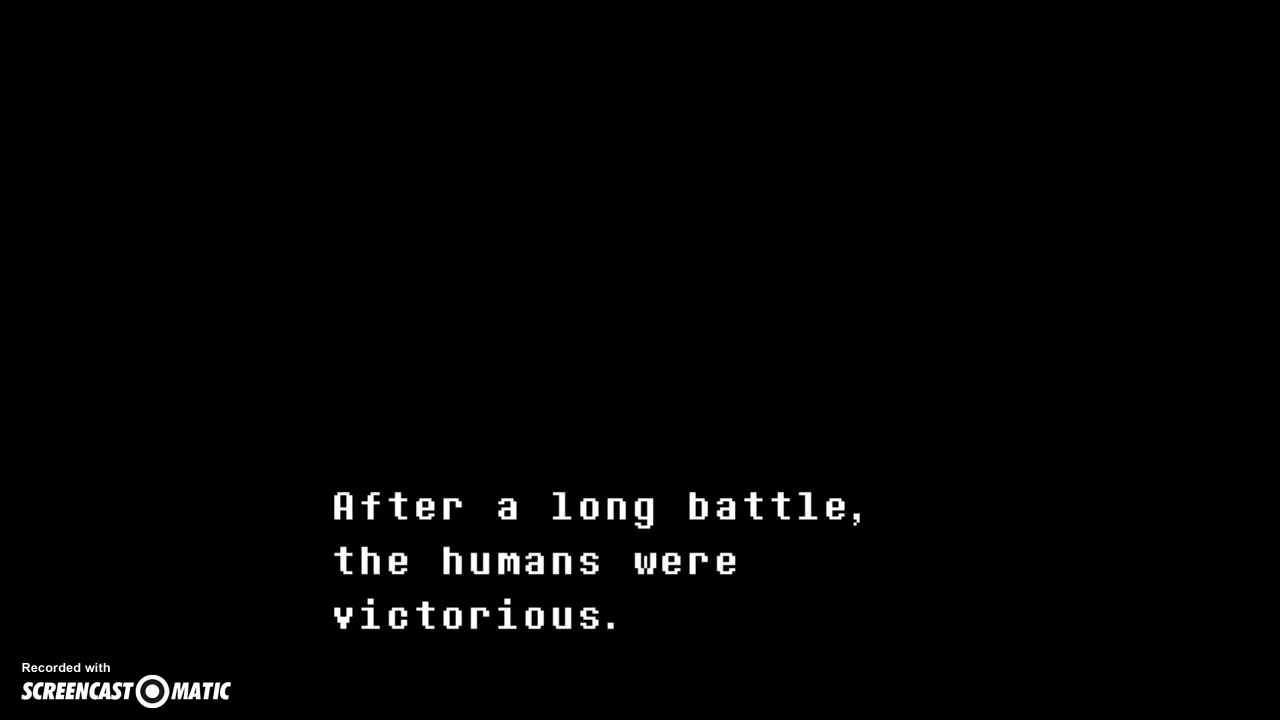 After a long battle,
the humans were
victorious.
Recorded with
SCREENCAST MATIC